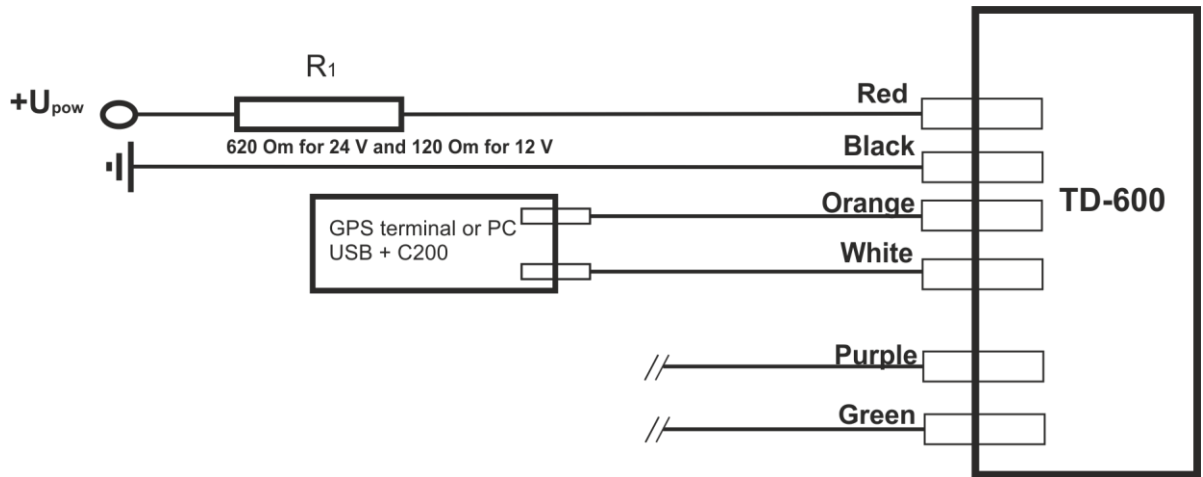 R1
+Upow
620 Om for 24 V and 120 Om for 12 V
Red
Black
Orange
White
Purple
Green
GPS terminal or PC
USB + C200
TD-600